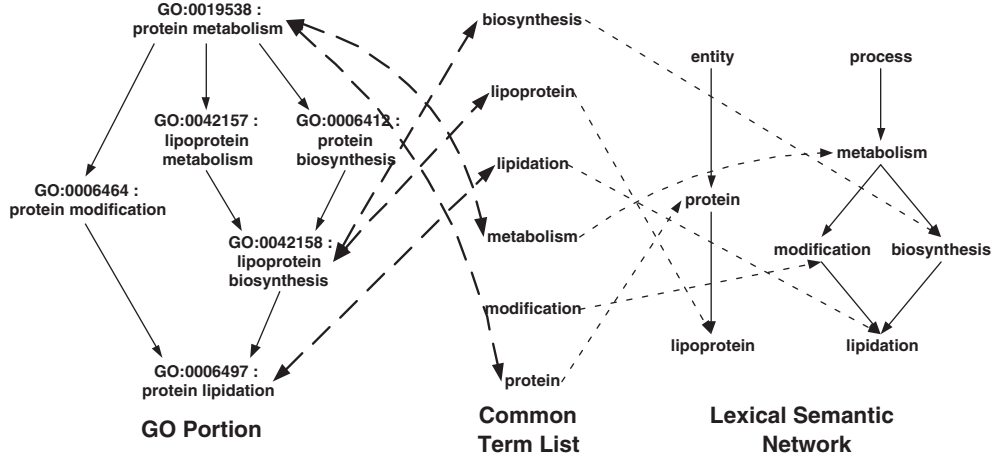 GO:0019538 :
protein metabolism
GO:0042157 :
lipoprotein
metabolism
GO:0006412 :
protein
biosynthesis
GO:0006464 :
protein modification
GO:0042158 :
lipoprotein
biosynthesis
GO:0006497 :
protein lipidation
GO Portion
biosynthesis
lipoprotein
lipidation
metabolism
modification
protein
Common
Term List
entity
process
metabolism
protein
modification
biosynthesis
lipoprotein
lipidation
Lexical Semantic
Network